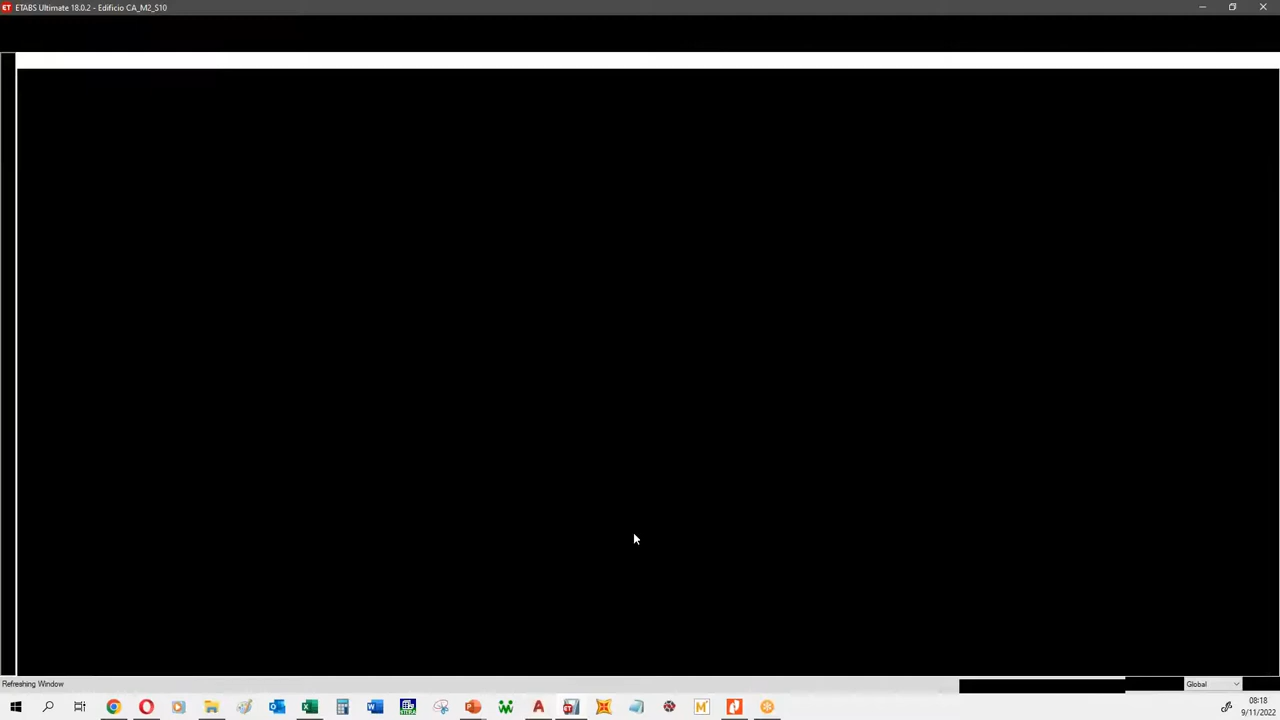 ETABS Ultimate 18.0.2 - Edificio CA_M2_S10
Refreshing Window
Global
08:18
9/11/2022